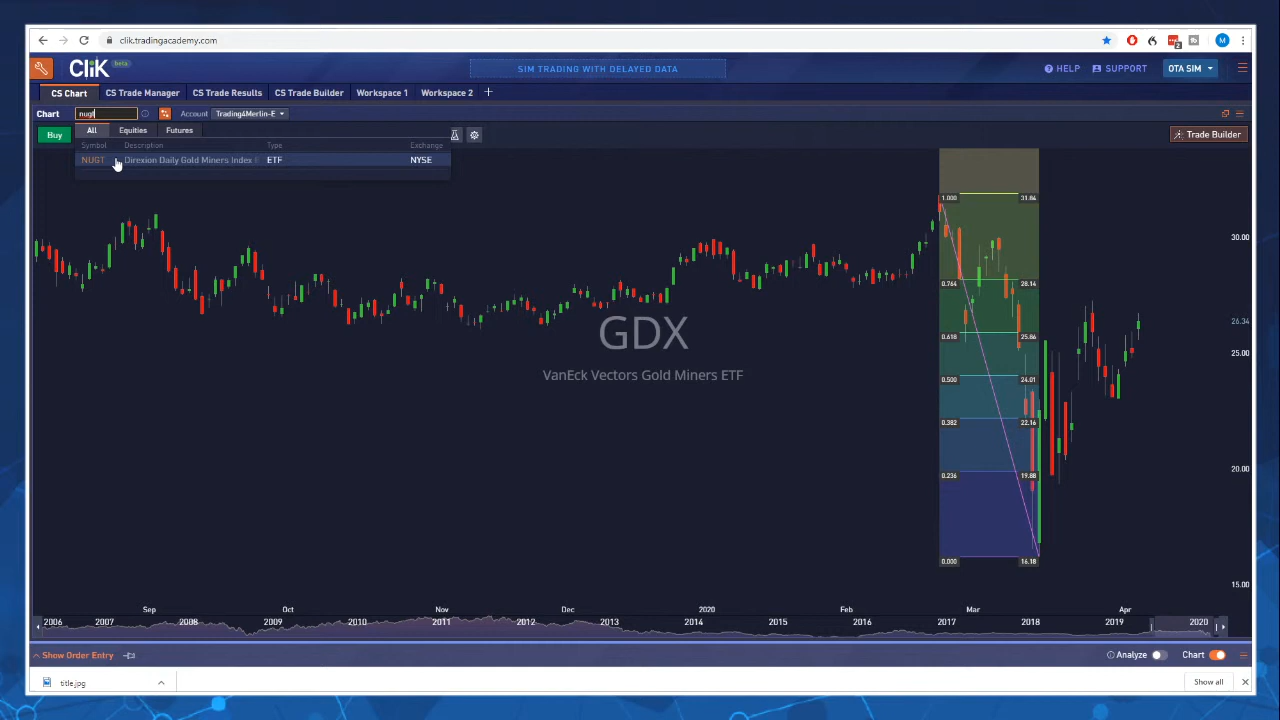 clik.tradingacademy.com
CliK beta
SIM TRADING WITH DELAYED DATA
HELP SUPPORT OTA SIM
CS Chart CS Trade Manager CS Trade Results CS Trade Builder Workspace 1 Workspace 2 +
Chart nugt Account Trading4Merlin-E
Buy All Equities Futures Trade Builder
Symbol Description Type Exchange
NUGT Direxion Daily Gold Miners Index ETF NYSE
1.000 31.84
30.00
0.764 28.14
26.34
0.618 25.86
25.00
0.500 24.01
0.382 22.16
20.00
0.236 19.88
0.000 16.18
15.00
GDX
VanEck Vectors Gold Miners ETF
Sep Oct Nov Dec 2020 Feb Mar Apr
2006 2007 2008 2009 2010 2011 2012 2013 2014 2015 2016 2017 2018 2019 2020
Show Order Entry Analyze Chart
title.jpg Show all